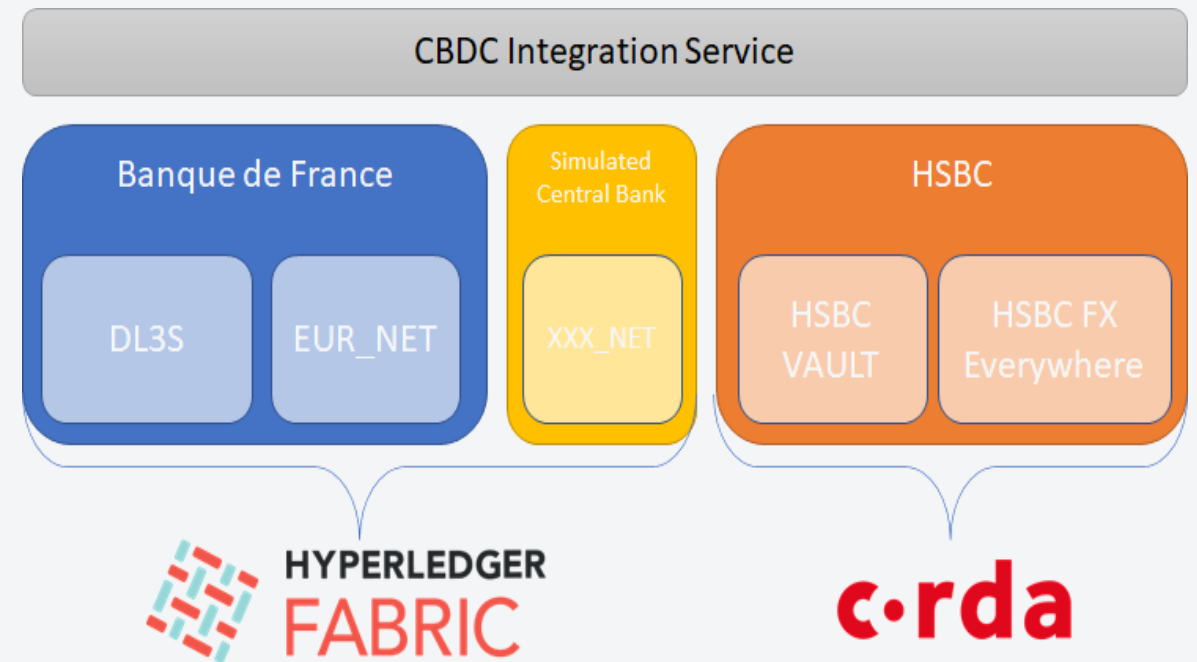 CBDC Integration Service
Banque de France
Simulated
Central Bank
HSBC
DL3S
EUR_NET
XXX_NET
HSBC
VAULT
HSBC FX
Everywhere
HYPERLEDGER
FABRIC
c·rda